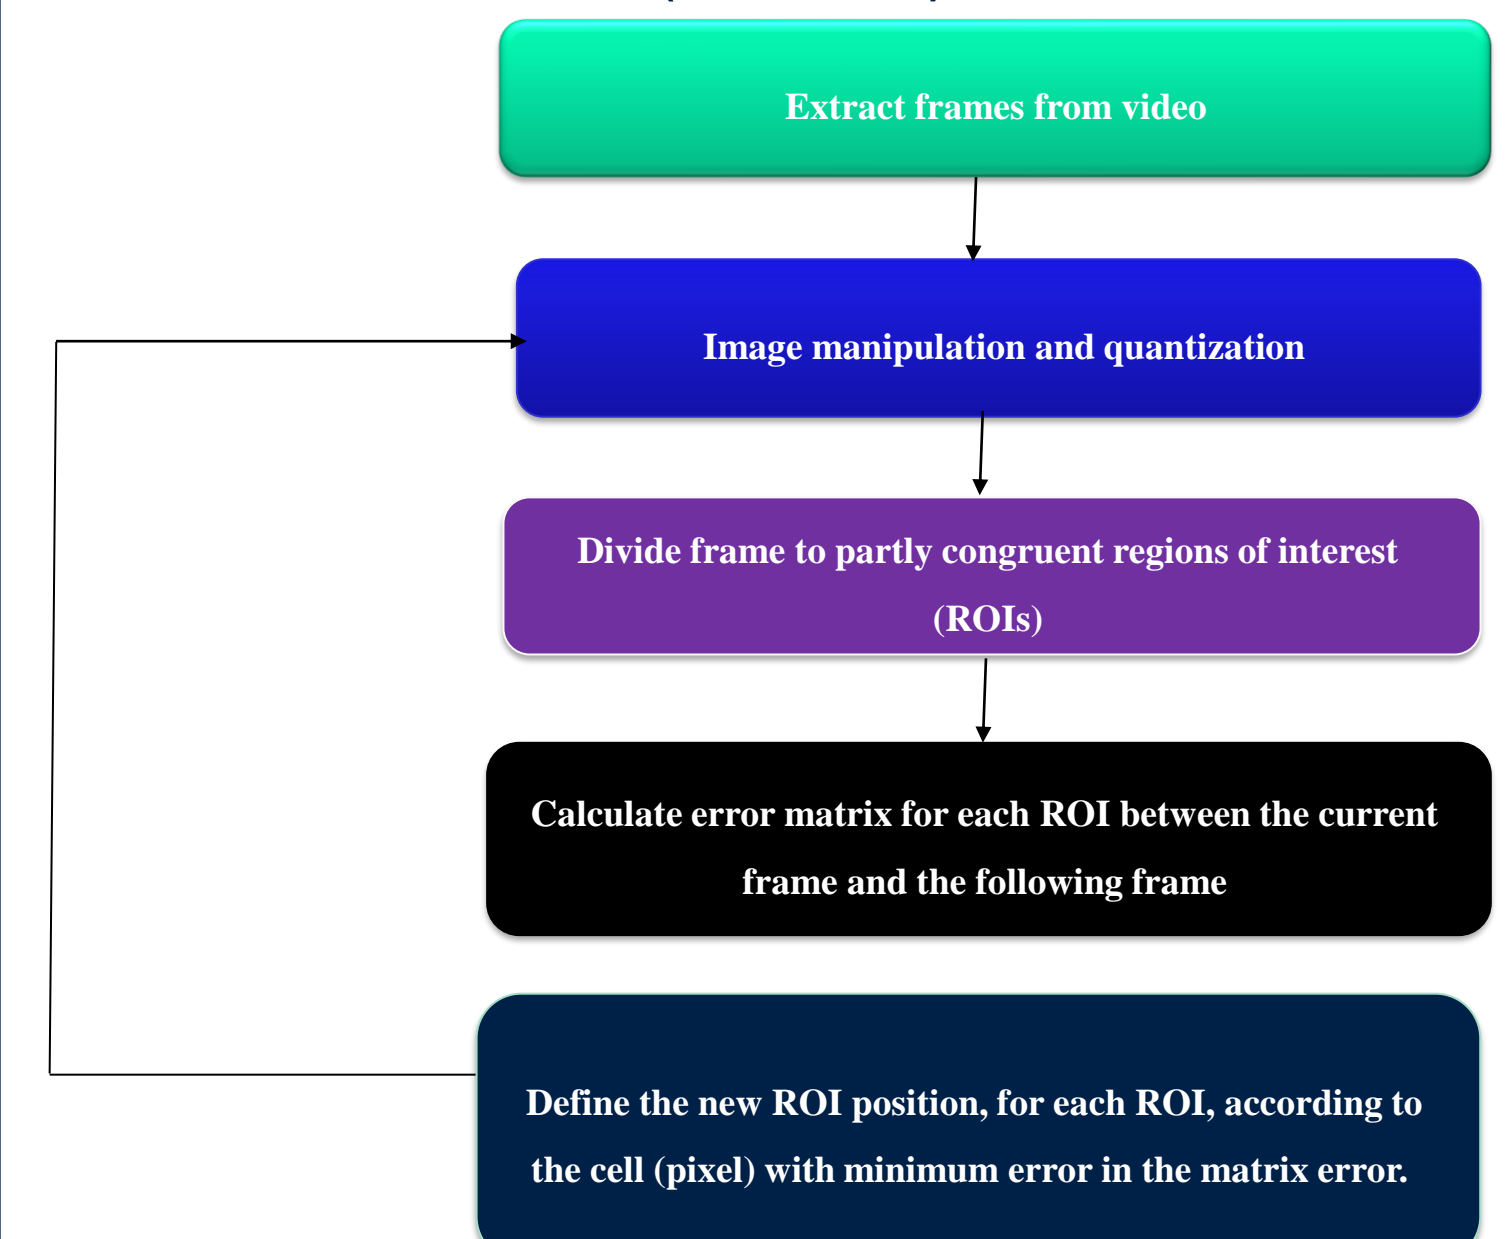 Extract frames from video
Image manipulation and quantization
Divide frame to partly congruent regions of interest
(ROIs)
Calculate error matrix for each ROI between the current
frame and the following frame
Define the new ROI position, for each ROI, according to
the cell (pixel) with minimum error in the matrix error.